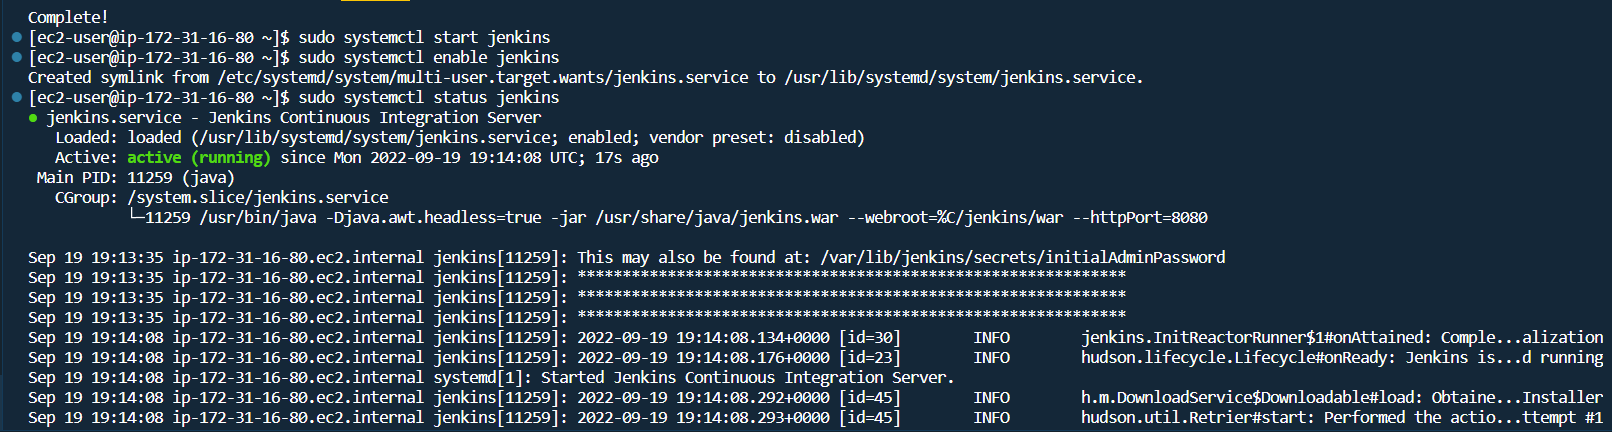 Complete!
[ec2-user@ip-172-31-16-80 ~]$ sudo systemctl start jenkins
[ec2-user@ip-172-31-16-80 ~]$ sudo systemctl enable jenkins
Created symlink from /etc/systemd/system/multi-user.target.wants/jenkins.service to /usr/lib/systemd/system/jenkins.service.
[ec2-user@ip-172-31-16-80 ~]$ sudo systemctl status jenkins
● jenkins.service - Jenkins Continuous Integration Server
   Loaded: loaded (/usr/lib/systemd/system/jenkins.service; enabled; vendor preset: disabled)
   Active: active (running) since Mon 2022-09-19 19:14:08 UTC; 17s ago
 Main PID: 11259 (java)
   CGroup: /system.slice/jenkins.service
           └─11259 /usr/bin/java -Djava.awt.headless=true -jar /usr/share/java/jenkins.war --webroot=%C/jenkins/war --httpPort=8080
Sep 19 19:13:35 ip-172-31-16-80.ec2.internal jenkins[11259]: This may also be found at: /var/lib/jenkins/secrets/initialAdminPassword
Sep 19 19:13:35 ip-172-31-16-80.ec2.internal jenkins[11259]: *************************************************************
Sep 19 19:13:35 ip-172-31-16-80.ec2.internal jenkins[11259]: *************************************************************
Sep 19 19:13:35 ip-172-31-16-80.ec2.internal jenkins[11259]: *************************************************************
Sep 19 19:14:08 ip-172-31-16-80.ec2.internal jenkins[11259]: 2022-09-19 19:14:08.134+0000 [id=30]        INFO        jenkins.InitReactorRunner$1#onAttained: Comple...alization
Sep 19 19:14:08 ip-172-31-16-80.ec2.internal jenkins[11259]: 2022-09-19 19:14:08.176+0000 [id=23]        INFO        hudson.lifecycle.Lifecycle#onReady: Jenkins is...d running
Sep 19 19:14:08 ip-172-31-16-80.ec2.internal systemd[1]: Started Jenkins Continuous Integration Server.
Sep 19 19:14:08 ip-172-31-16-80.ec2.internal jenkins[11259]: 2022-09-19 19:14:08.292+0000 [id=45]        INFO        h.m.DownloadService$Downloadable#load: Obtaine...Installer
Sep 19 19:14:08 ip-172-31-16-80.ec2.internal jenkins[11259]: 2022-09-19 19:14:08.293+0000 [id=45]        INFO        hudson.util.Retrier#start: Performed the actio...ttempt #1